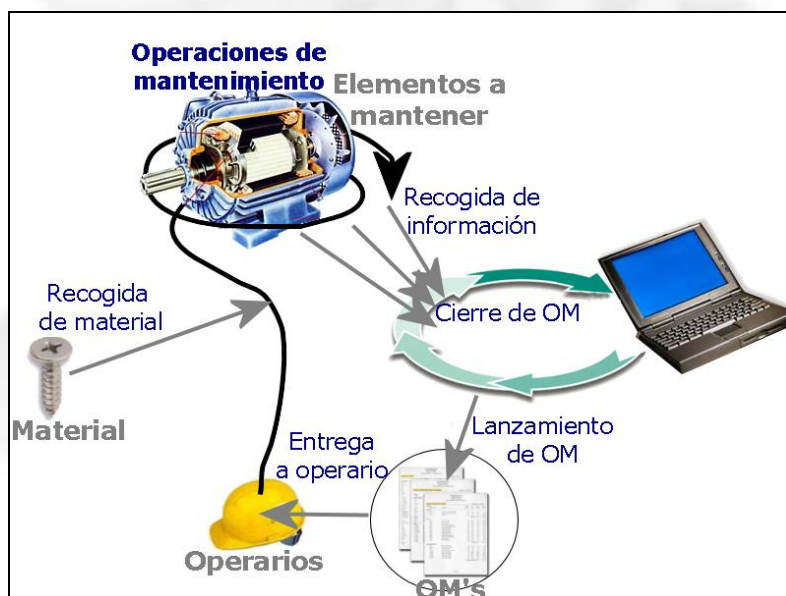 Operaciones de
mantenimiento
Elementos a
mantener
Recogida de
información
Cierre de OM
Recogida
de material
Material
Entrega
a operario
Lanzamiento
de OM
Operarios
OM's